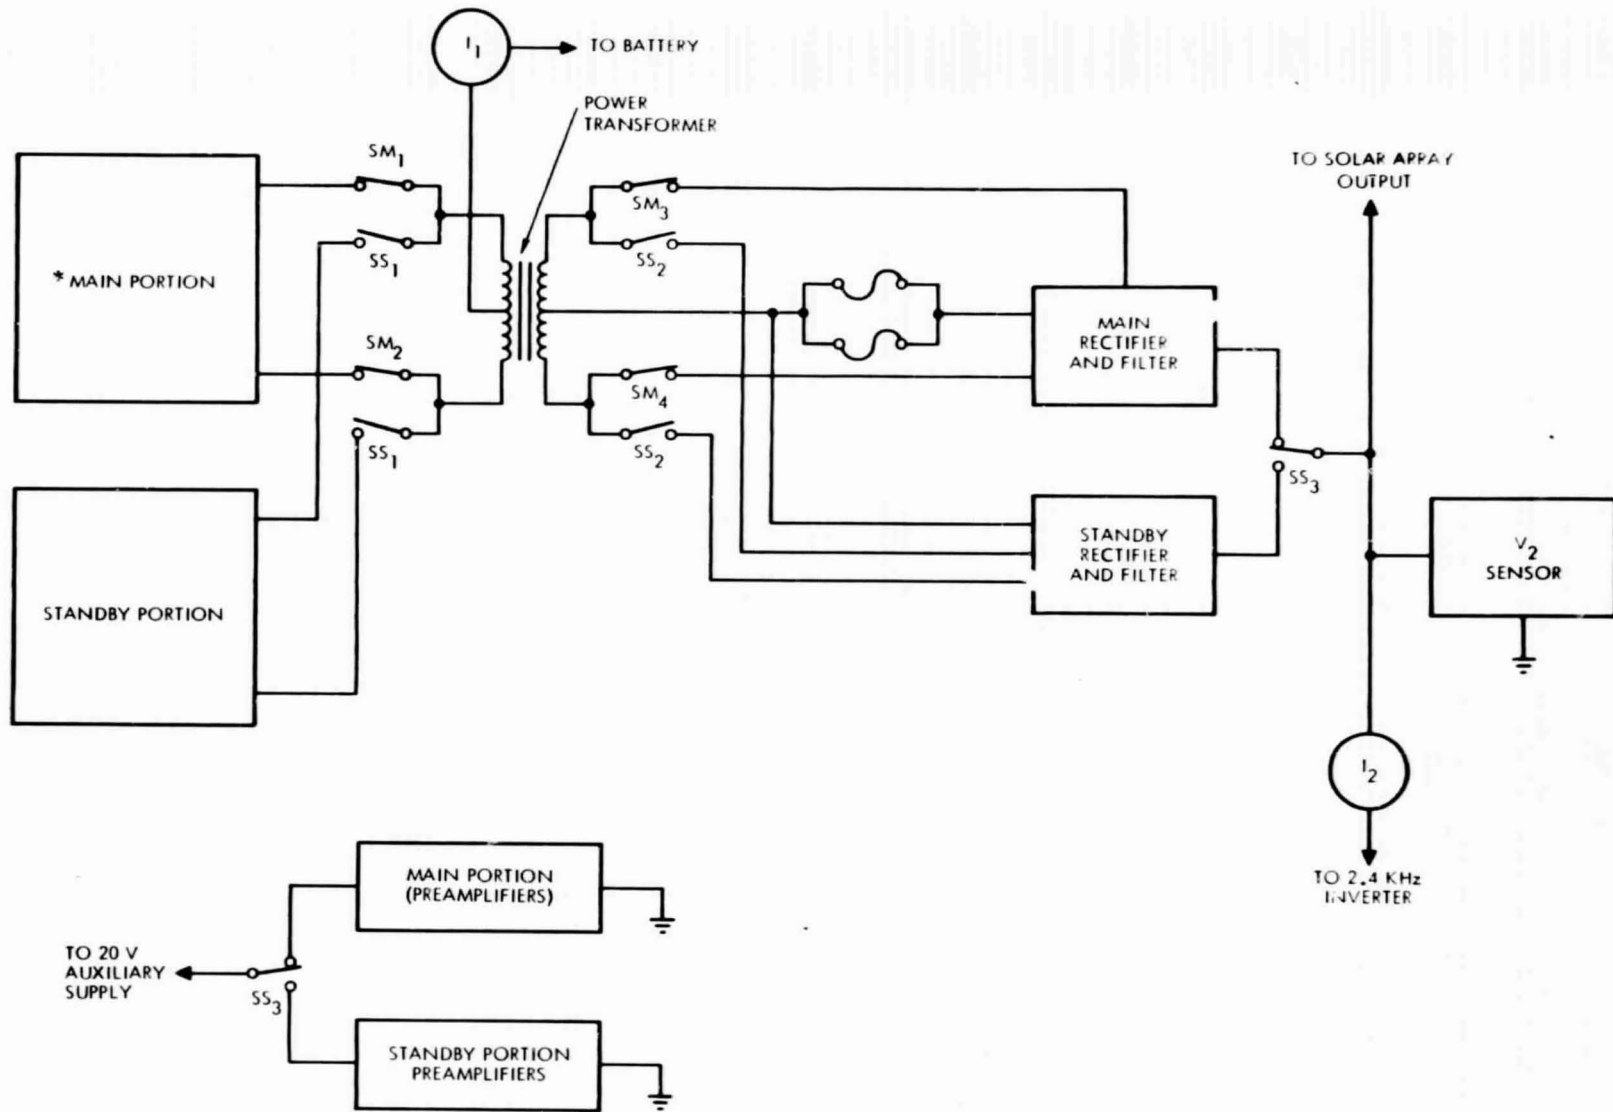 I1
TO BATTERY
POWER
TRANSFORMER
SM1
SS1
* MAIN PORTION
SM2
SS1
STANDBY PORTION
SM3
SS2
SM4
SS2
MAIN
RECTIFIER
AND FILTER
STANDBY
RECTIFIER
AND FILTER
TO SOLAR ARRAY
OUTPUT
SS3
V2
SENSOR
I2
TO 2.4 KHz
INVERTER
MAIN PORTION
(PREAMPLIFIERS)
TO 20 V
AUXILIARY
SUPPLY
SS3
STANDBY PORTION
PREAMPLIFIERS